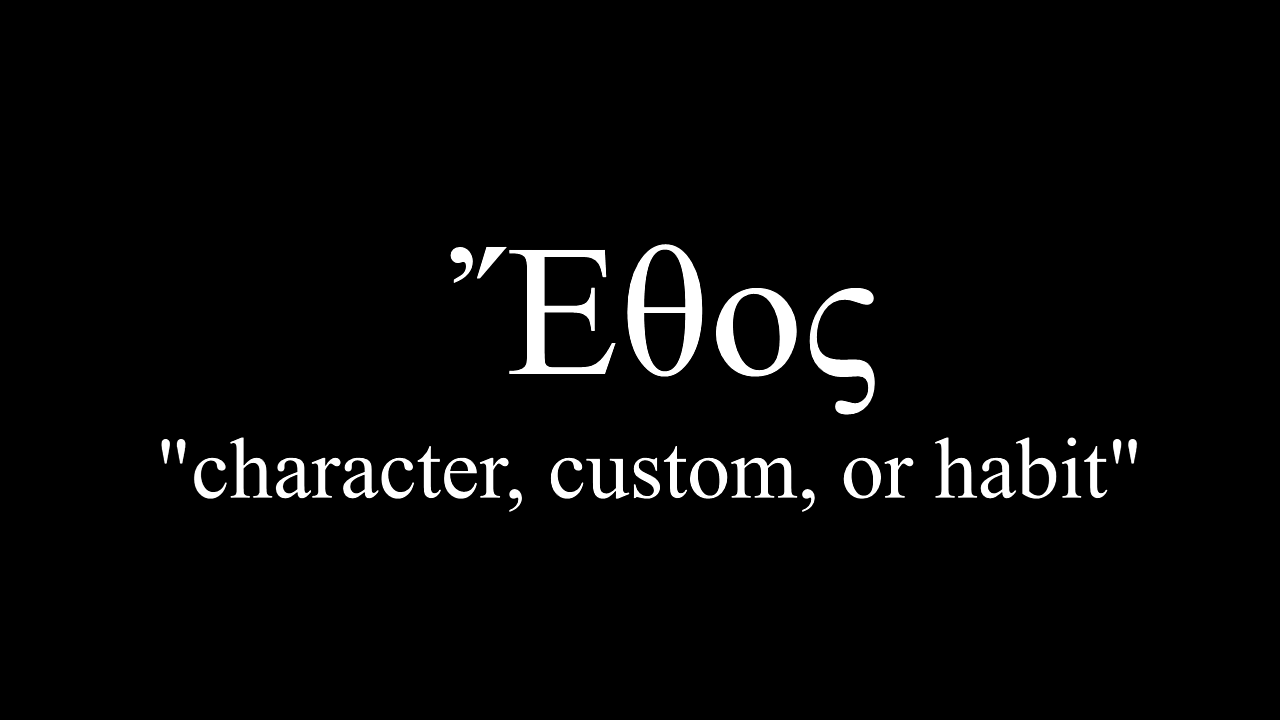 Ἔθος
"character, custom, or habit"